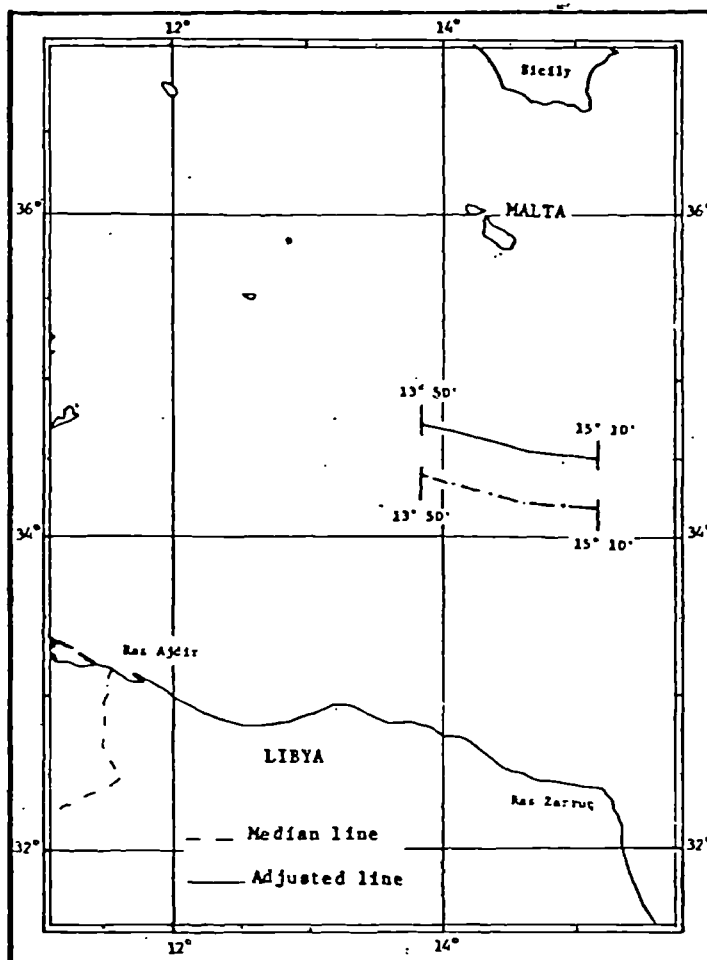 12° 14°
Sicily
36° MALTA 36°
13° 50' 15° 10'
34° 13° 50' 15° 10' 34°
Ras Ajdir
LIBYA
Ras Zarruq
Median line
32° 32°
Adjusted line
12° 14°